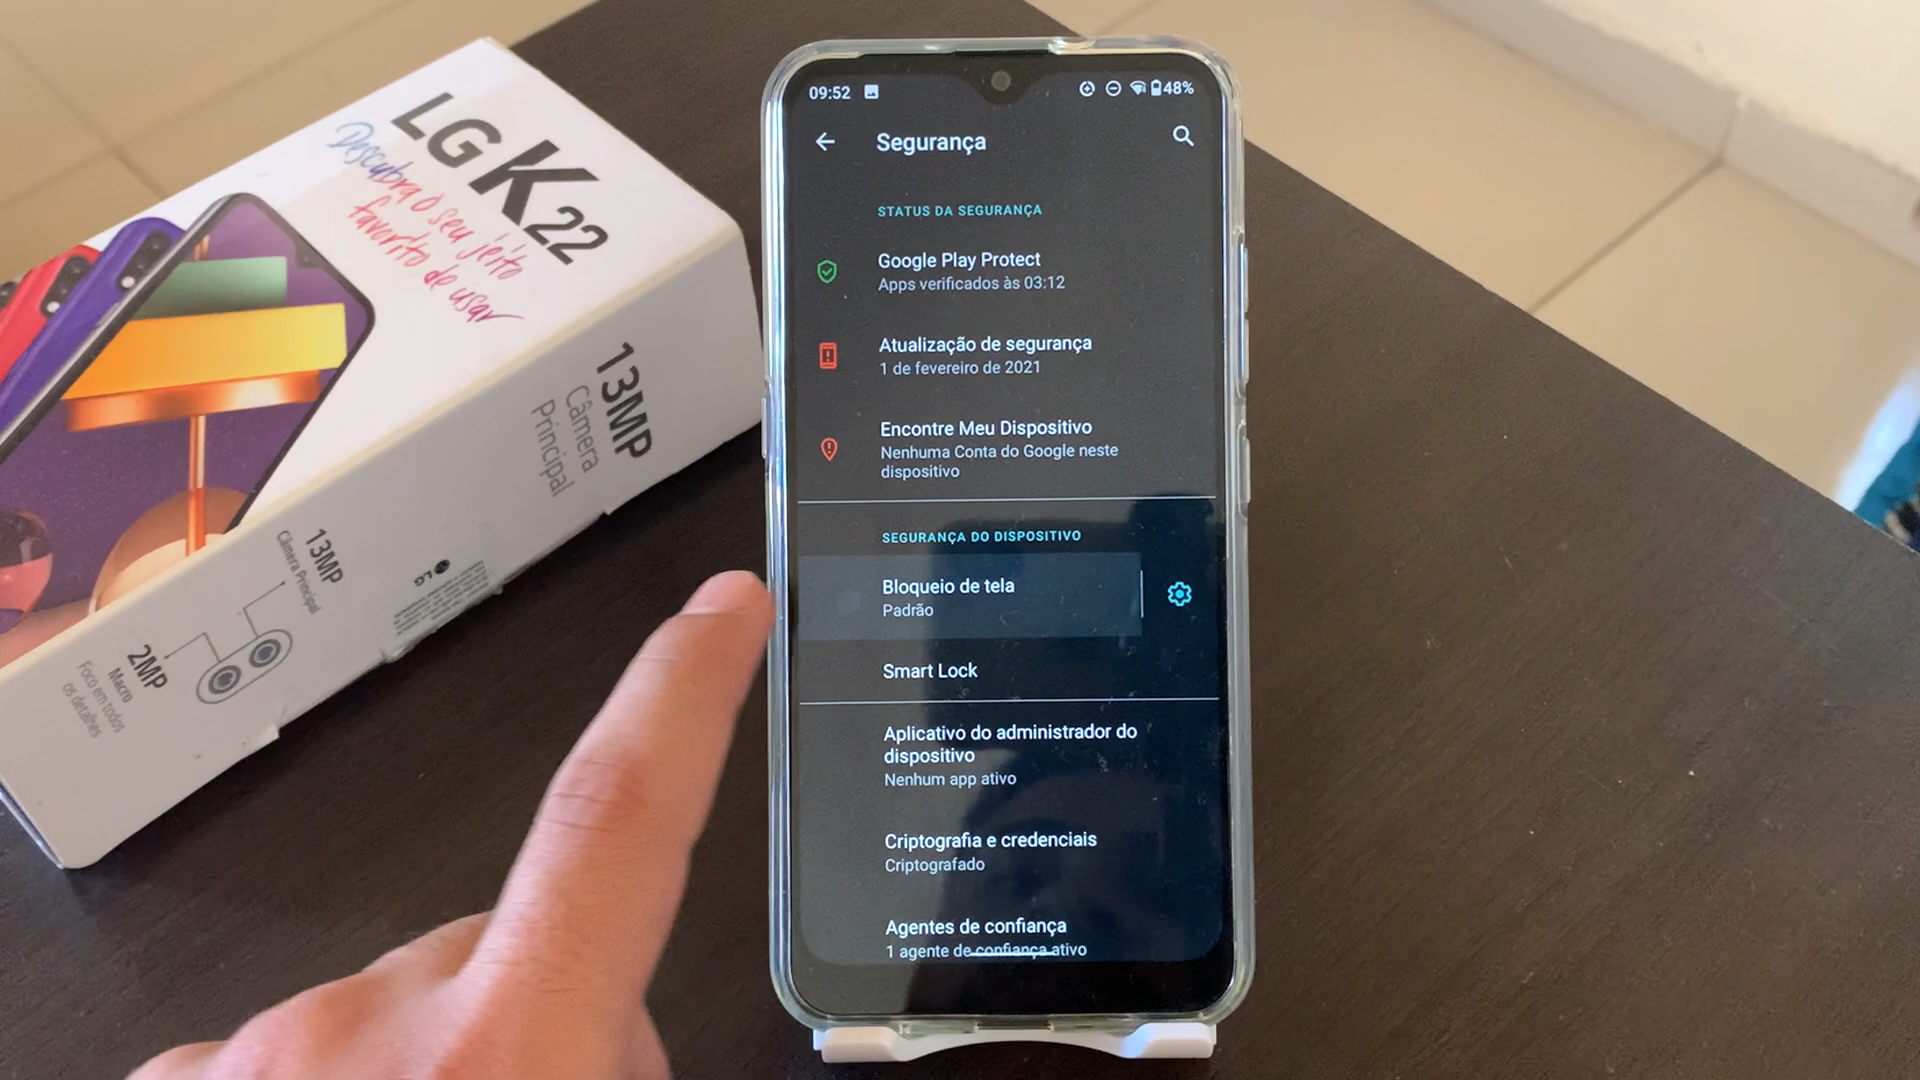 LG K22
Descubra o seu jeito
favorito de usar
13MP
Câmera
Principal
13MP
Câmera Principal
2MP
Macro
Foco em todos
os detalhes
LG
09:52
48%
Segurança
STATUS DA SEGURANÇA
Google Play Protect
Apps verificados às 03:12
Atualização de segurança
1 de fevereiro de 2021
Encontre Meu Dispositivo
Nenhuma Conta do Google neste
dispositivo
SEGURANÇA DO DISPOSITIVO
Bloqueio de tela
Padrão
Smart Lock
Aplicativo do administrador do
dispositivo
Nenhum app ativo
Criptografia e credenciais
Criptografado
Agentes de confiança
1 agente de confiança ativo